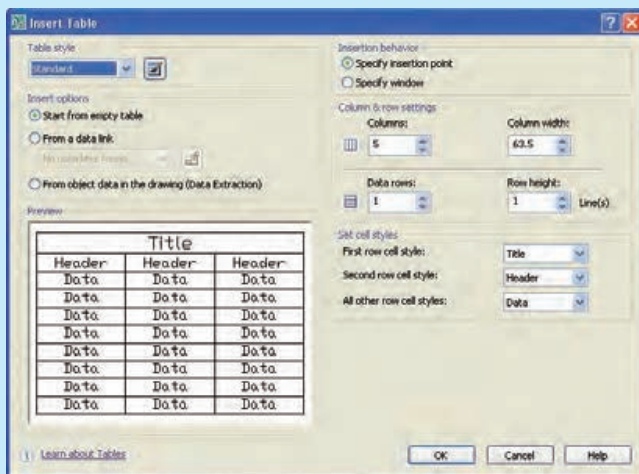 Insert Table
Table style
Standard
Insert options
Start from empty table
From a data link
From object data in the drawing (Data Extraction)
Preview
Title
Header Header Header
Data Data Data
Data Data Data
Data Data Data
Data Data Data
Data Data Data
Data Data Data
Data Data Data
Data Data Data
Learn about Tables
Insertion behavior
Specify insertion point
Specify window
Column & row settings
Columns: Column width:
5 63.5
Data rows: Row height:
1 1 Line(s)
Set cell styles
First row cell style: Title
Second row cell style: Header
All other row cell styles: Data
OK Cancel Help